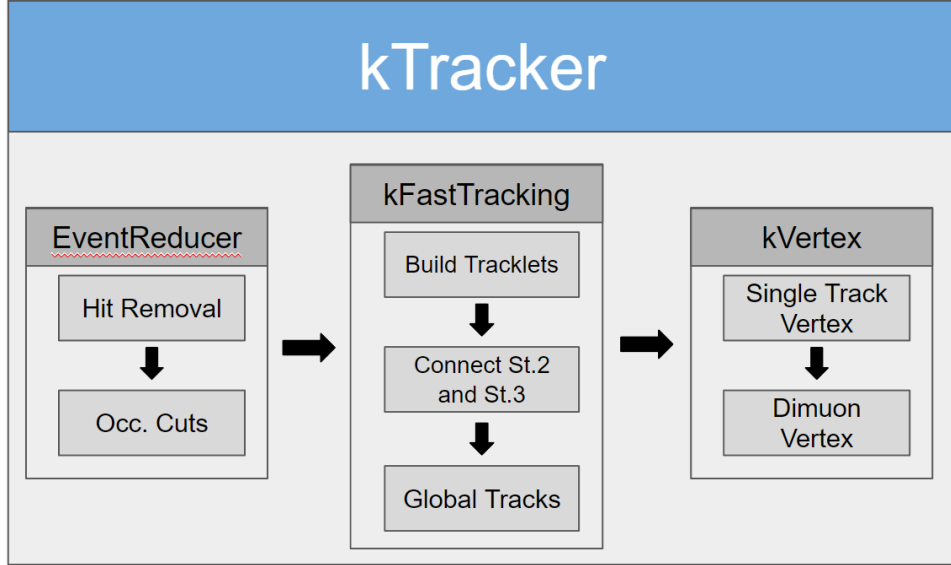 kTracker
EventReducer
Hit Removal
Occ. Cuts
kFastTracking
Build Tracklets
Connect St.2
and St.3
Global Tracks
kVertex
Single Track
Vertex
Dimuon
Vertex